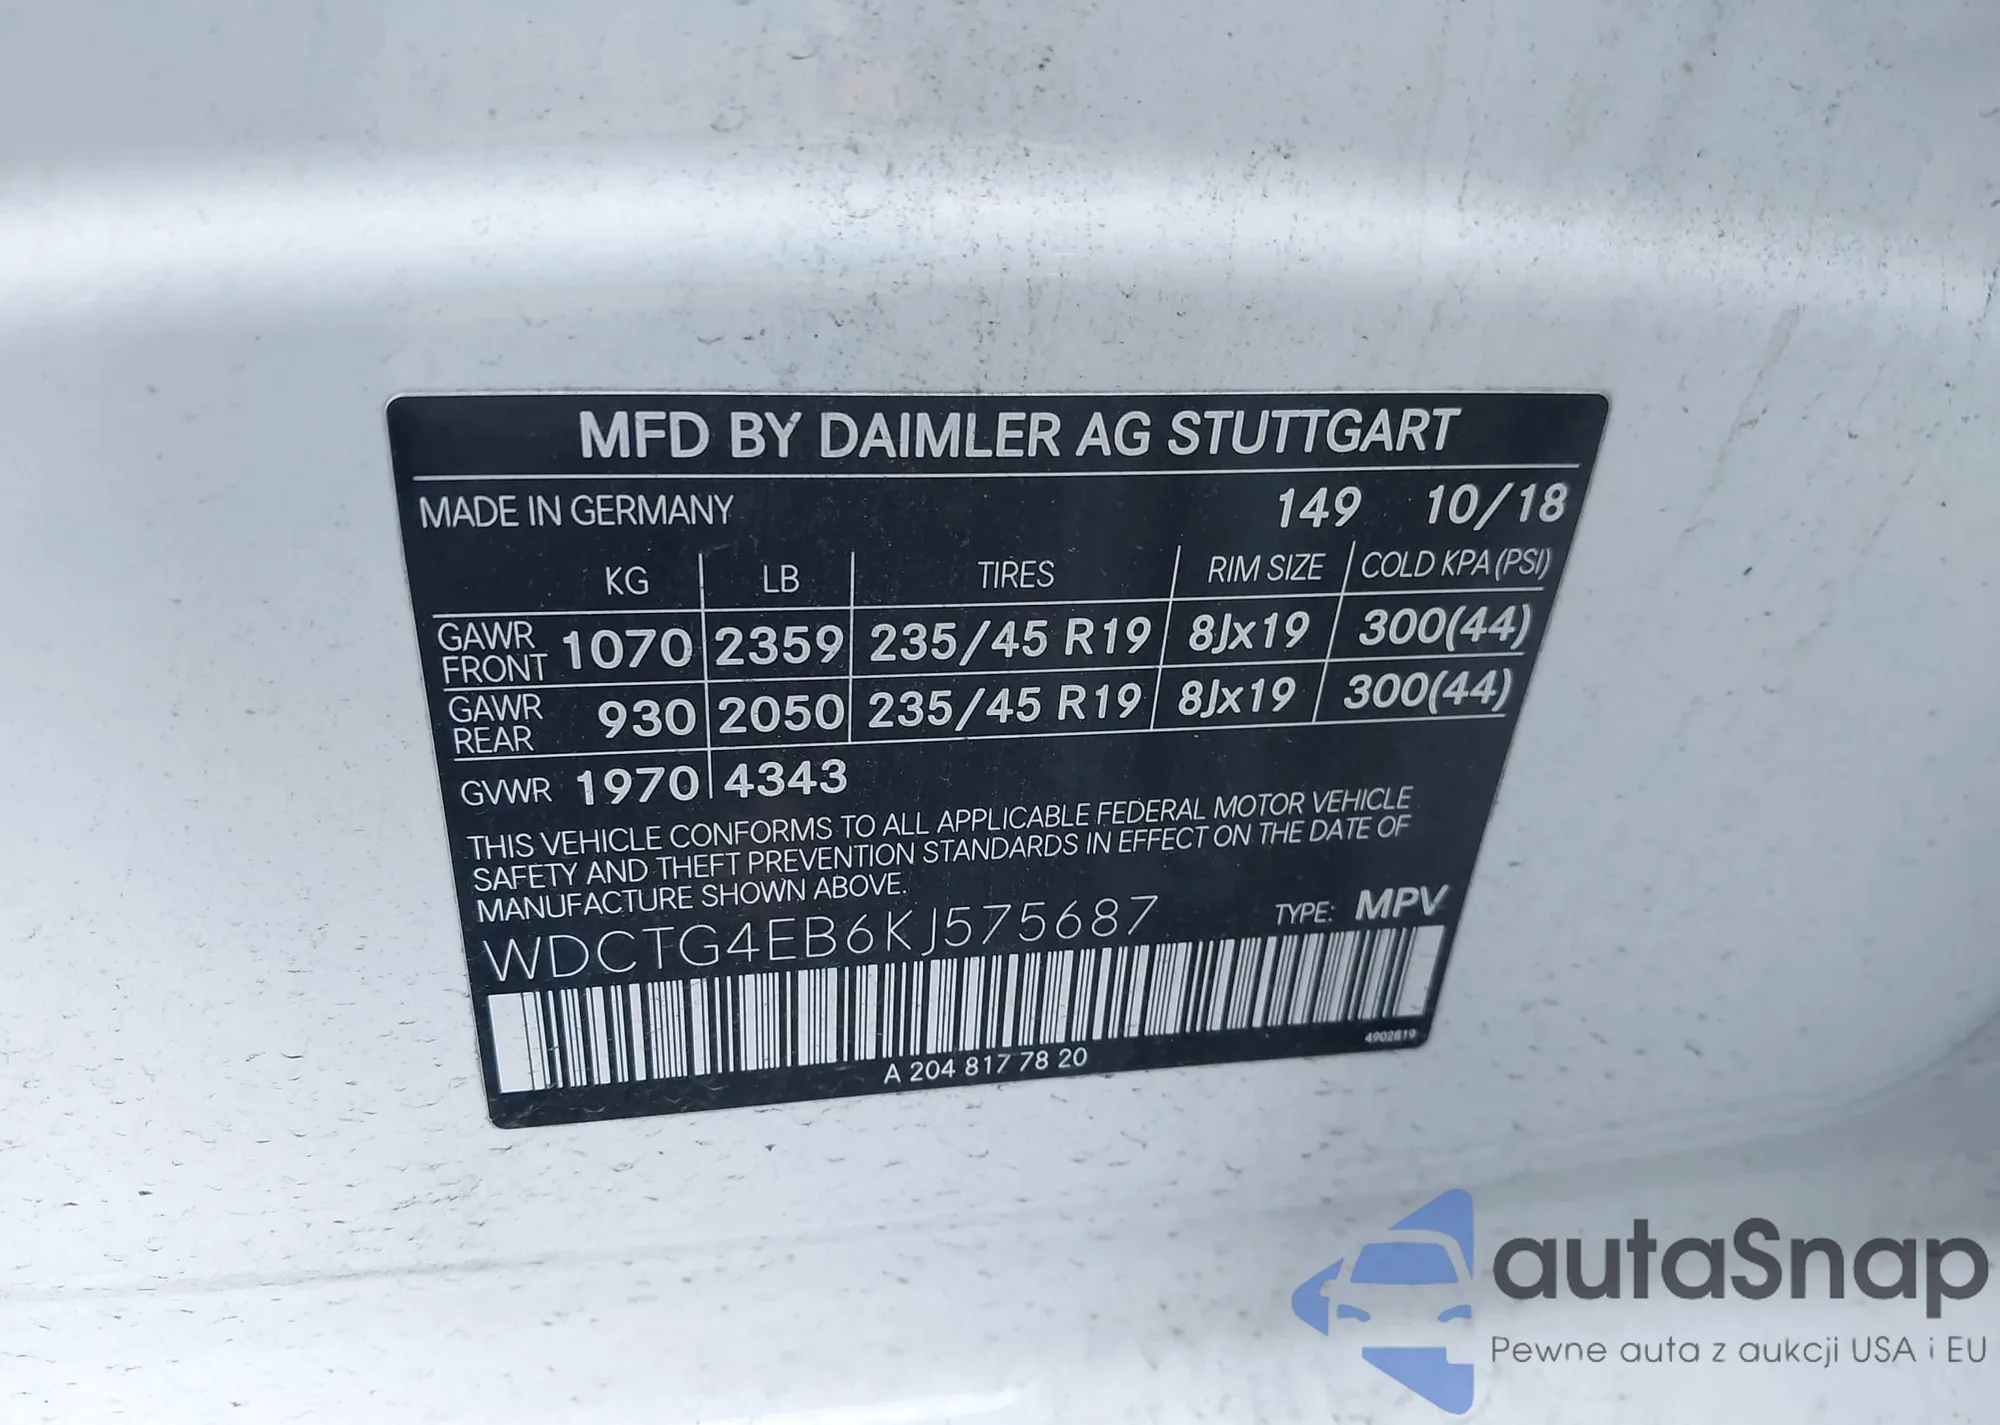 MFD BY DAIMLER AG STUTTGART
MADE IN GERMANY 149 10/18
KG LB TIRES RIM SIZE COLD KPA (PSI)
GAWR FRONT 1070 2359 235/45 R19 8Jx19 300(44)
GAWR REAR 930 2050 235/45 R19 8Jx19 300(44)
GVWR 1970 4343
THIS VEHICLE CONFORMS TO ALL APPLICABLE FEDERAL MOTOR VEHICLE
SAFETY AND THEFT PREVENTION STANDARDS IN EFFECT ON THE DATE OF
MANUFACTURE SHOWN ABOVE.
WDCTG4EB6KJ575687 TYPE: MPV
4902819
A 204 817 78 20
autaSnap
Pewne auta z aukcji USA i EU